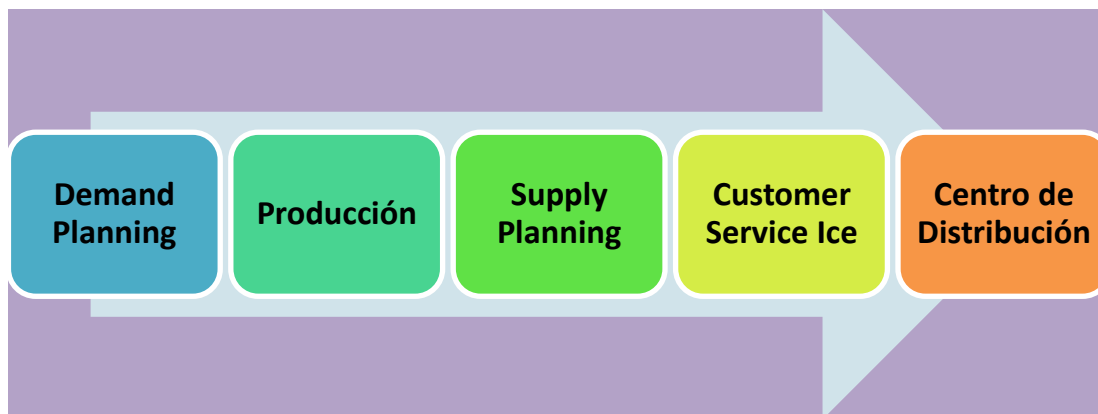 Demand
Planning
Producción
Supply
Planning
Customer
Service Ice
Centro de
Distribución